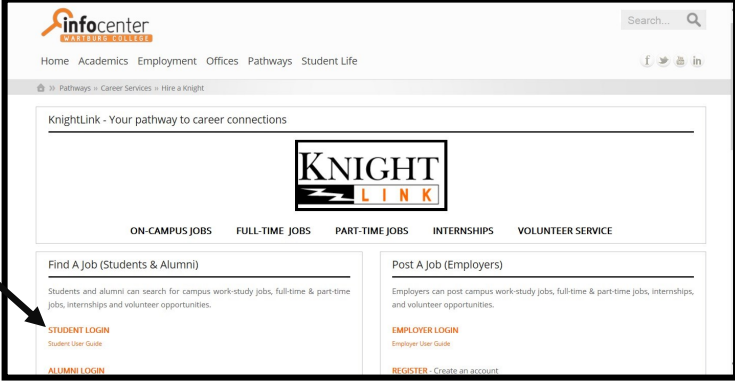 infocenter
WARTBURG COLLEGE
Search...
Home Academics Employment Offices Pathways Student Life
f in
»» Pathways » Career Services » Hire a Knight
KnightLink - Your pathway to career connections
KNIGHT
LINK
ON-CAMPUS JOBS FULL-TIME JOBS PART-TIME JOBS INTERNSHIPS VOLUNTEER SERVICE
Find A Job (Students & Alumni)
Students and alumni can search for campus work-study jobs, full-time & part-time
jobs, internships and volunteer opportunities.
STUDENT LOGIN
Student User Guide
ALUMNI LOGIN
Post A Job (Employers)
Employers can post campus work-study jobs, full-time & part-time jobs, internships,
and volunteer opportunities.
EMPLOYER LOGIN
Employer User Guide
REGISTER - Create an account